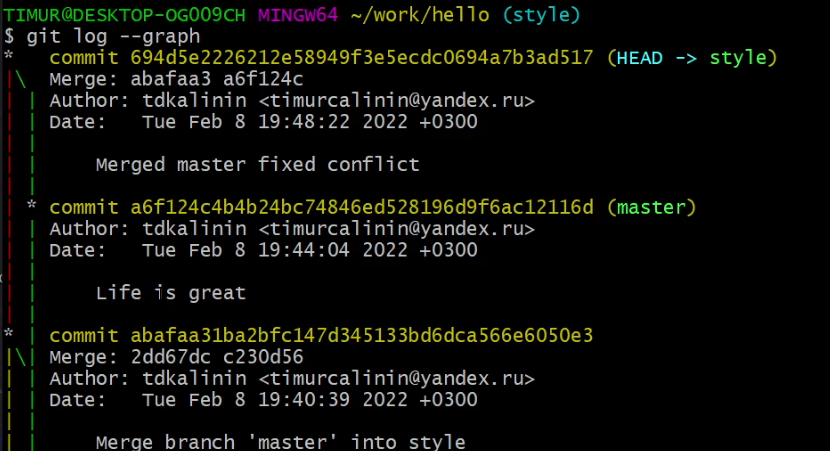 TIMUR@DESKTOP-OG009CH MINGW64 ~/work/hello (style)
$ git log --graph
*   commit 694d5e2226212e58949f3e5ecdc0694a7b3ad517 (HEAD -> style)
|\  Merge: abafaa3 a6f124c
| | Author: tdkalinin <timurcalinin@yandex.ru>
| | Date:   Tue Feb 8 19:48:22 2022 +0300
| |
| |     Merged master fixed conflict
| |
| * commit a6f124c4b4b24bc74846ed528196d9f6ac12116d (master)
| | Author: tdkalinin <timurcalinin@yandex.ru>
| | Date:   Tue Feb 8 19:44:04 2022 +0300
| |
| |     Life is great
| |
* | commit abafaa31ba2bfc147d345133bd6dca566e6050e3
|\| Merge: 2dd67dc c230d56
| | Author: tdkalinin <timurcalinin@yandex.ru>
| | Date:   Tue Feb 8 19:40:39 2022 +0300
| |
| |     Merge branch 'master' into style